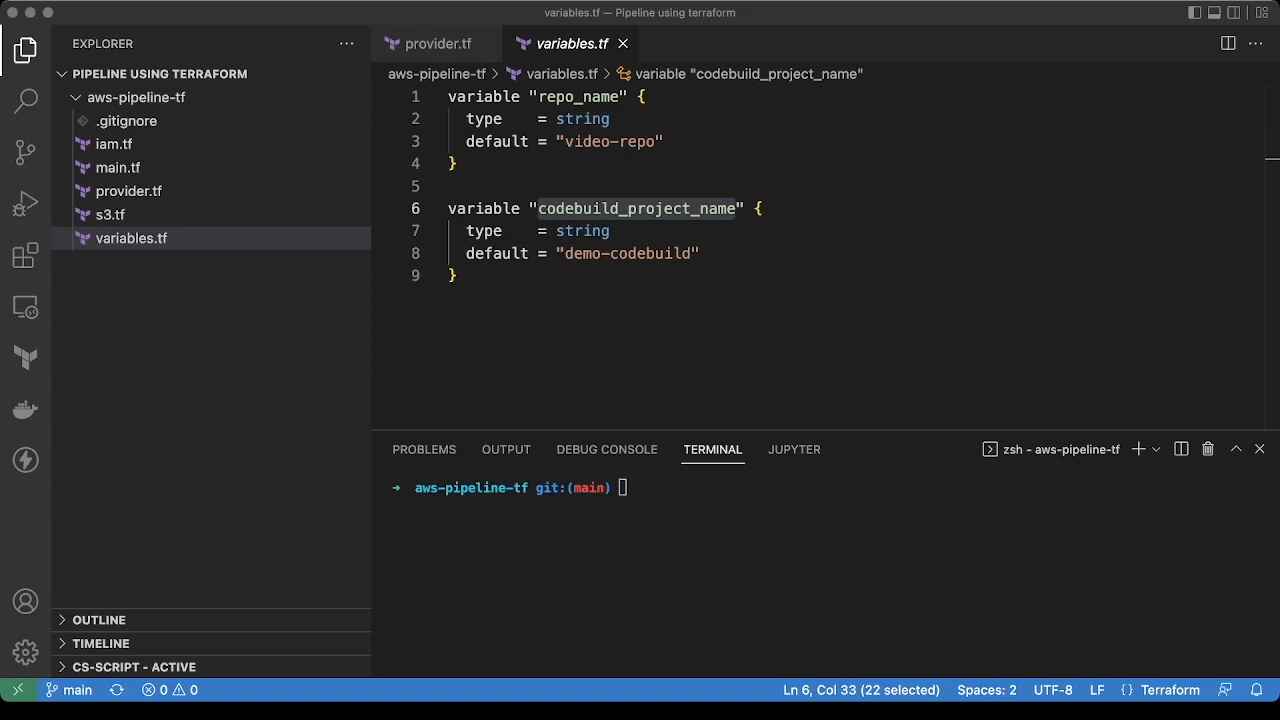 variables.tf — Pipeline using terraform
EXPLORER
PIPELINE USING TERRAFORM
aws-pipeline-tf
.gitignore
iam.tf
main.tf
provider.tf
s3.tf
variables.tf
OUTLINE
TIMELINE
CS-SCRIPT - ACTIVE
provider.tf variables.tf
aws-pipeline-tf > variables.tf > variable "codebuild_project_name"
1 variable "repo_name" {
2 type = string
3 default = "video-repo"
4 }
5
6 variable "codebuild_project_name" {
7 type = string
8 default = "demo-codebuild"
9 }
PROBLEMS OUTPUT DEBUG CONSOLE TERMINAL JUPYTER zsh - aws-pipeline-tf
→ aws-pipeline-tf git:(main)
main 0 0 Ln 6, Col 33 (22 selected) Spaces: 2 UTF-8 LF {} Terraform